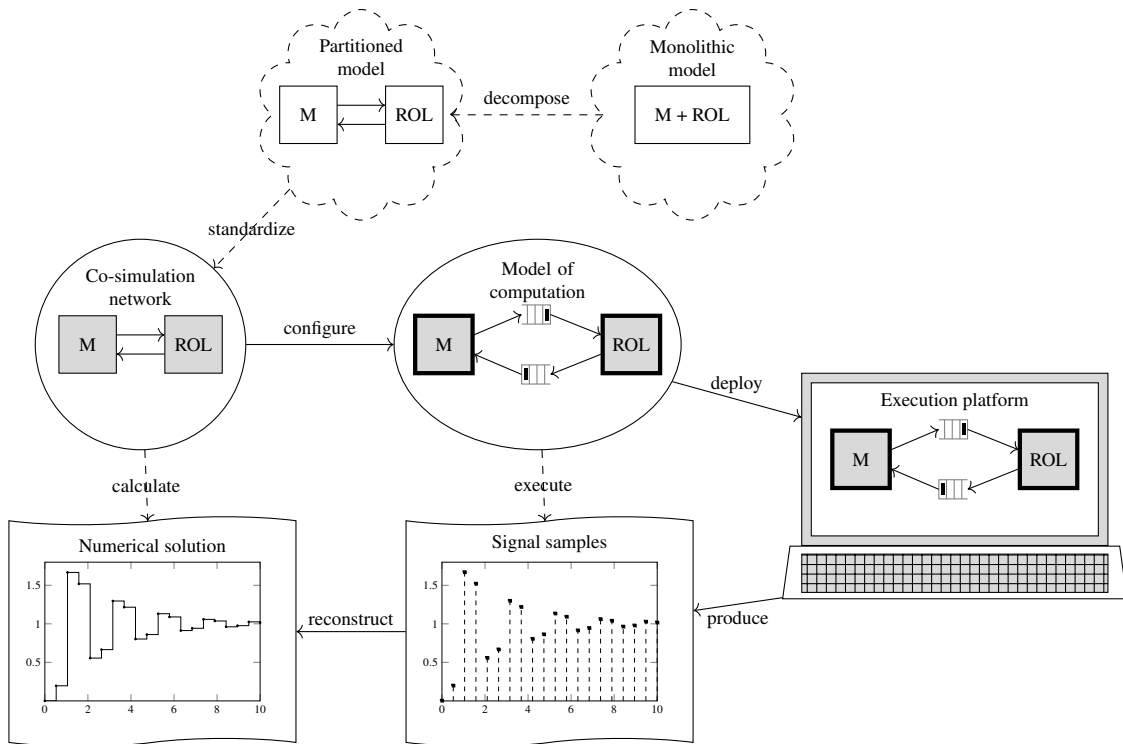 Partitioned
model
M
ROL
decompose
Monolithic
model
M + ROL
standardize
Co-simulation
network
M
ROL
configure
Model of
computation
M
ROL
deploy
Execution platform
M
ROL
calculate
execute
Numerical solution
1.5
1
0.5
0 2 4 6 8 10
reconstruct
Signal samples
1.5
1
0.5
0 2 4 6 8 10
produce